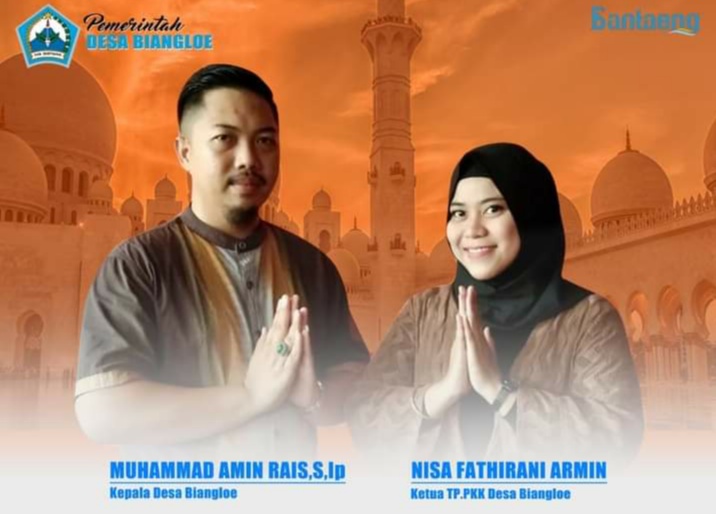 Pemerintah
DESA BIANGLOE
Bantaeng
MUHAMMAD AMIN RAIS,S,Ip
Kepala Desa Biangloe
NISA FATHIRANI ARMIN
Ketua TP.PKK Desa Biangloe